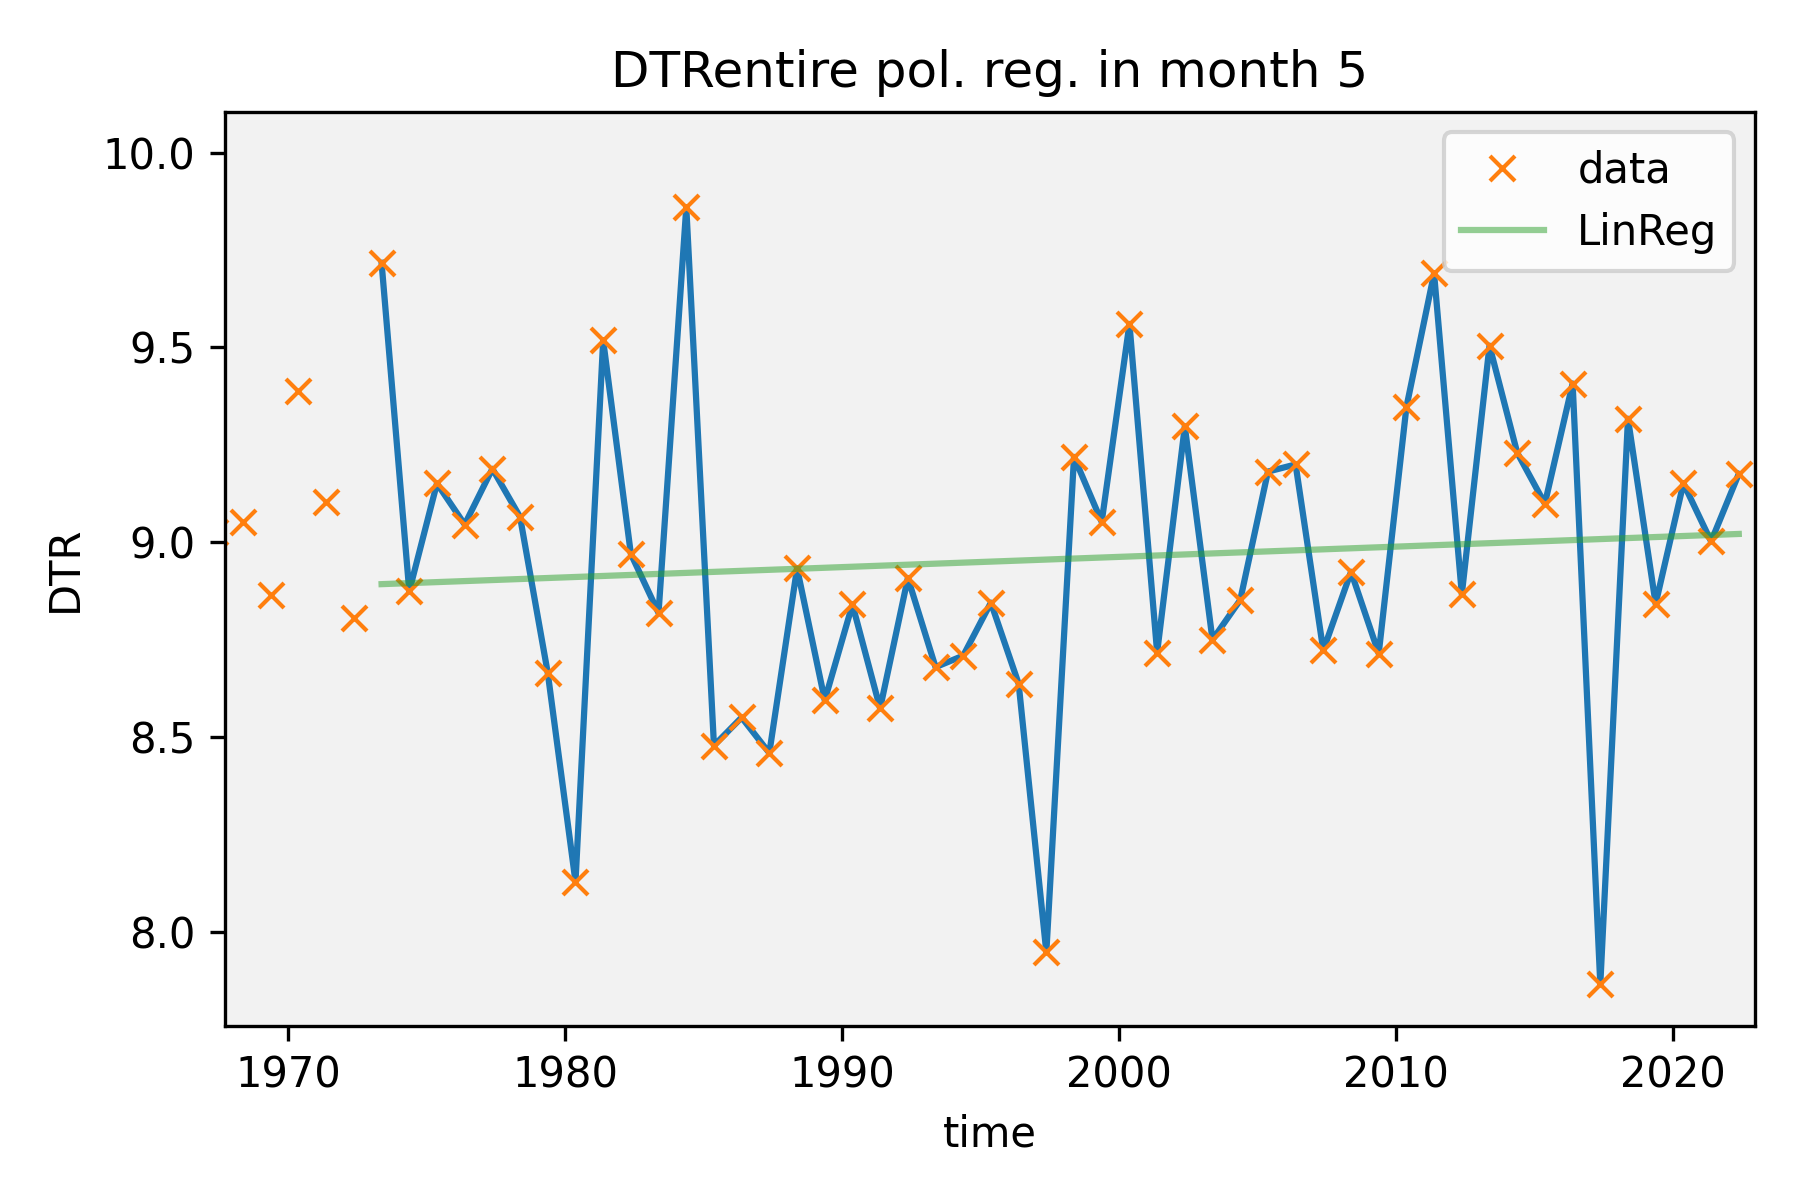 DTRentire pol. reg. in month 5
10.0
9.5
9.0
8.5
8.0
DTR
data
LinReg
1970 1980 1990 2000 2010 2020
time